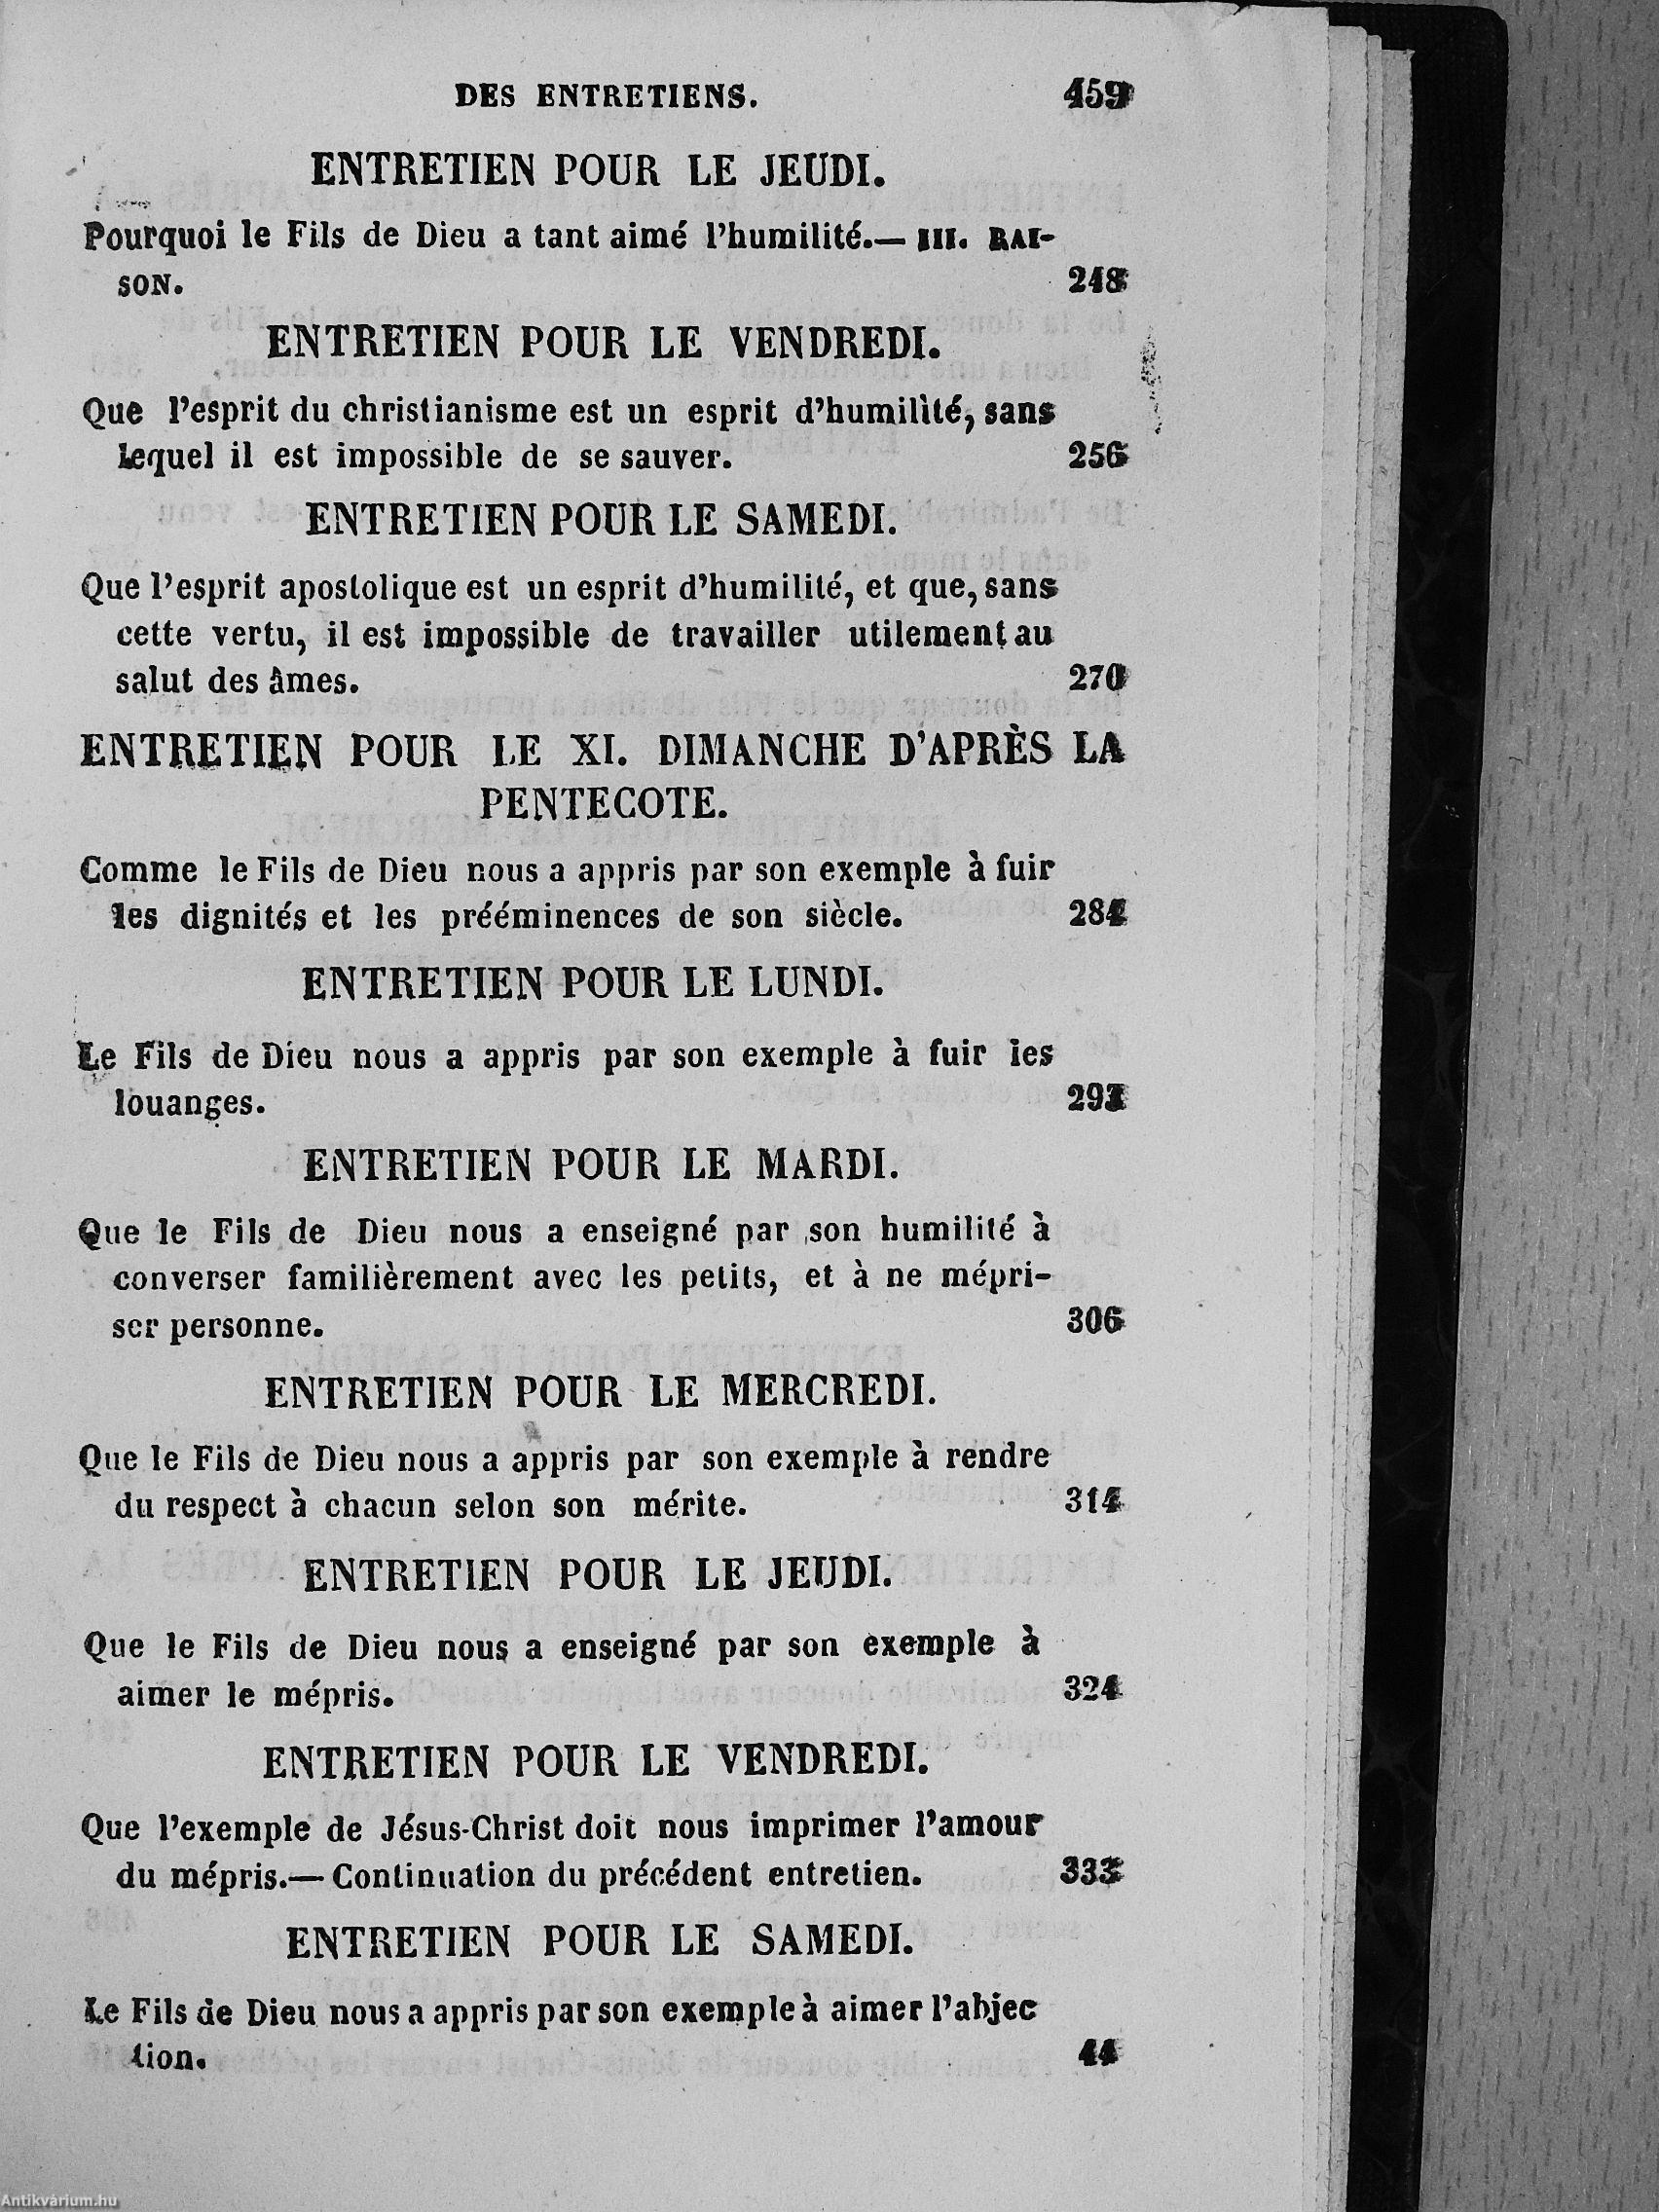 DES ENTRETIENS. 459
ENTRETIEN POUR LE JEUDI.
Pourquoi le Fils de Dieu a tant aimé l'humilité.— III. RAI-
SON. 248
ENTRETIEN POUR LE VENDREDI.
Que l'esprit du christianisme est un esprit d'humilité, sans
lequel il est impossible de se sauver. 256
ENTRETIEN POUR LE SAMEDI.
Que l'esprit apostolique est un esprit d'humilité, et que, sans
cette vertu, il est impossible de travailler utilement au
salut des âmes. 270
ENTRETIEN POUR LE XI. DIMANCHE D'APRÈS LA
PENTECOTE.
Comme le Fils de Dieu nous a appris par son exemple à fuir
les dignités et les prééminences de son siècle. 284
ENTRETIEN POUR LE LUNDI.
Le Fils de Dieu nous a appris par son exemple à fuir les
louanges.
ENTRETIEN POUR LE MARDI.
Que le Fils de Dieu nous a enseigné par son humilité à
converser familièrement avec les petits, et à ne mépri-
ser personne. 306
ENTRETIEN POUR LE MERCREDI.
Que le Fils de Dieu nous a appris par son exemple à rendre
du respect à chacun selon son mérite. 314
ENTRETIEN POUR LE JEUDI.
Que le Fils de Dieu nous a enseigné par son exemple à
aimer le mépris. 324
ENTRETIEN POUR LE VENDREDI.
Que l'exemple de Jésus-Christ doit nous imprimer l'amour
du mépris.— Continuation du précédent entretien. 333
ENTRETIEN POUR LE SAMEDI.
Le Fils de Dieu nous a appris par son exemple à aimer l'abjec
tion. 44
Antikvárium.hu